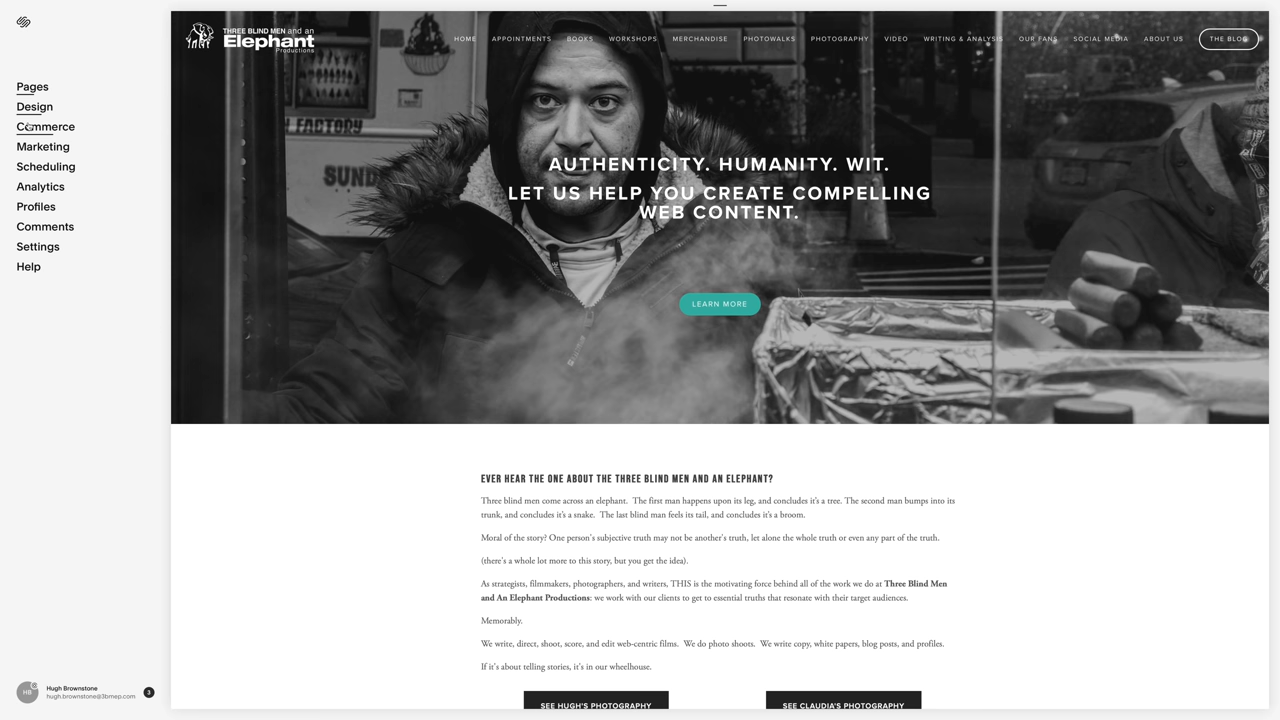 Pages
Design
Commerce
Marketing
Scheduling
Analytics
Profiles
Comments
Settings
Help
HB
Hugh Brownstone
hugh.brownstone@3bmep.com
3
THREE BLIND MEN and an
Elephant
Productions
HOME APPOINTMENTS BOOKS WORKSHOPS MERCHANDISE PHOTOWALKS PHOTOGRAPHY VIDEO WRITING & ANALYSIS OUR FANS SOCIAL MEDIA ABOUT US THE BLOG
FACTORY
SUND
AUTHENTICITY. HUMANITY. WIT.
LET US HELP YOU CREATE COMPELLING
WEB CONTENT.
LEARN MORE
EVER HEAR THE ONE ABOUT THE THREE BLIND MEN AND AN ELEPHANT?
Three blind men come across an elephant.  The first man happens upon its leg, and concludes it's a tree. The second man bumps into its
trunk, and concludes it's a snake.  The last blind man feels its tail, and concludes it's a broom.
Moral of the story? One person's subjective truth may not be another's truth, let alone the whole truth or even any part of the truth.
(there's a whole lot more to this story, but you get the idea).
As strategists, filmmakers, photographers, and writers, THIS is the motivating force behind all of the work we do at Three Blind Men
and An Elephant Productions: we work with our clients to get to essential truths that resonate with their target audiences.
Memorably.
We write, direct, shoot, score, and edit web-centric films.  We do photo shoots.  We write copy, white papers, blog posts, and profiles.
If it's about telling stories, it's in our wheelhouse.
SEE HUGH'S PHOTOGRAPHY
SEE CLAUDIA'S PHOTOGRAPHY